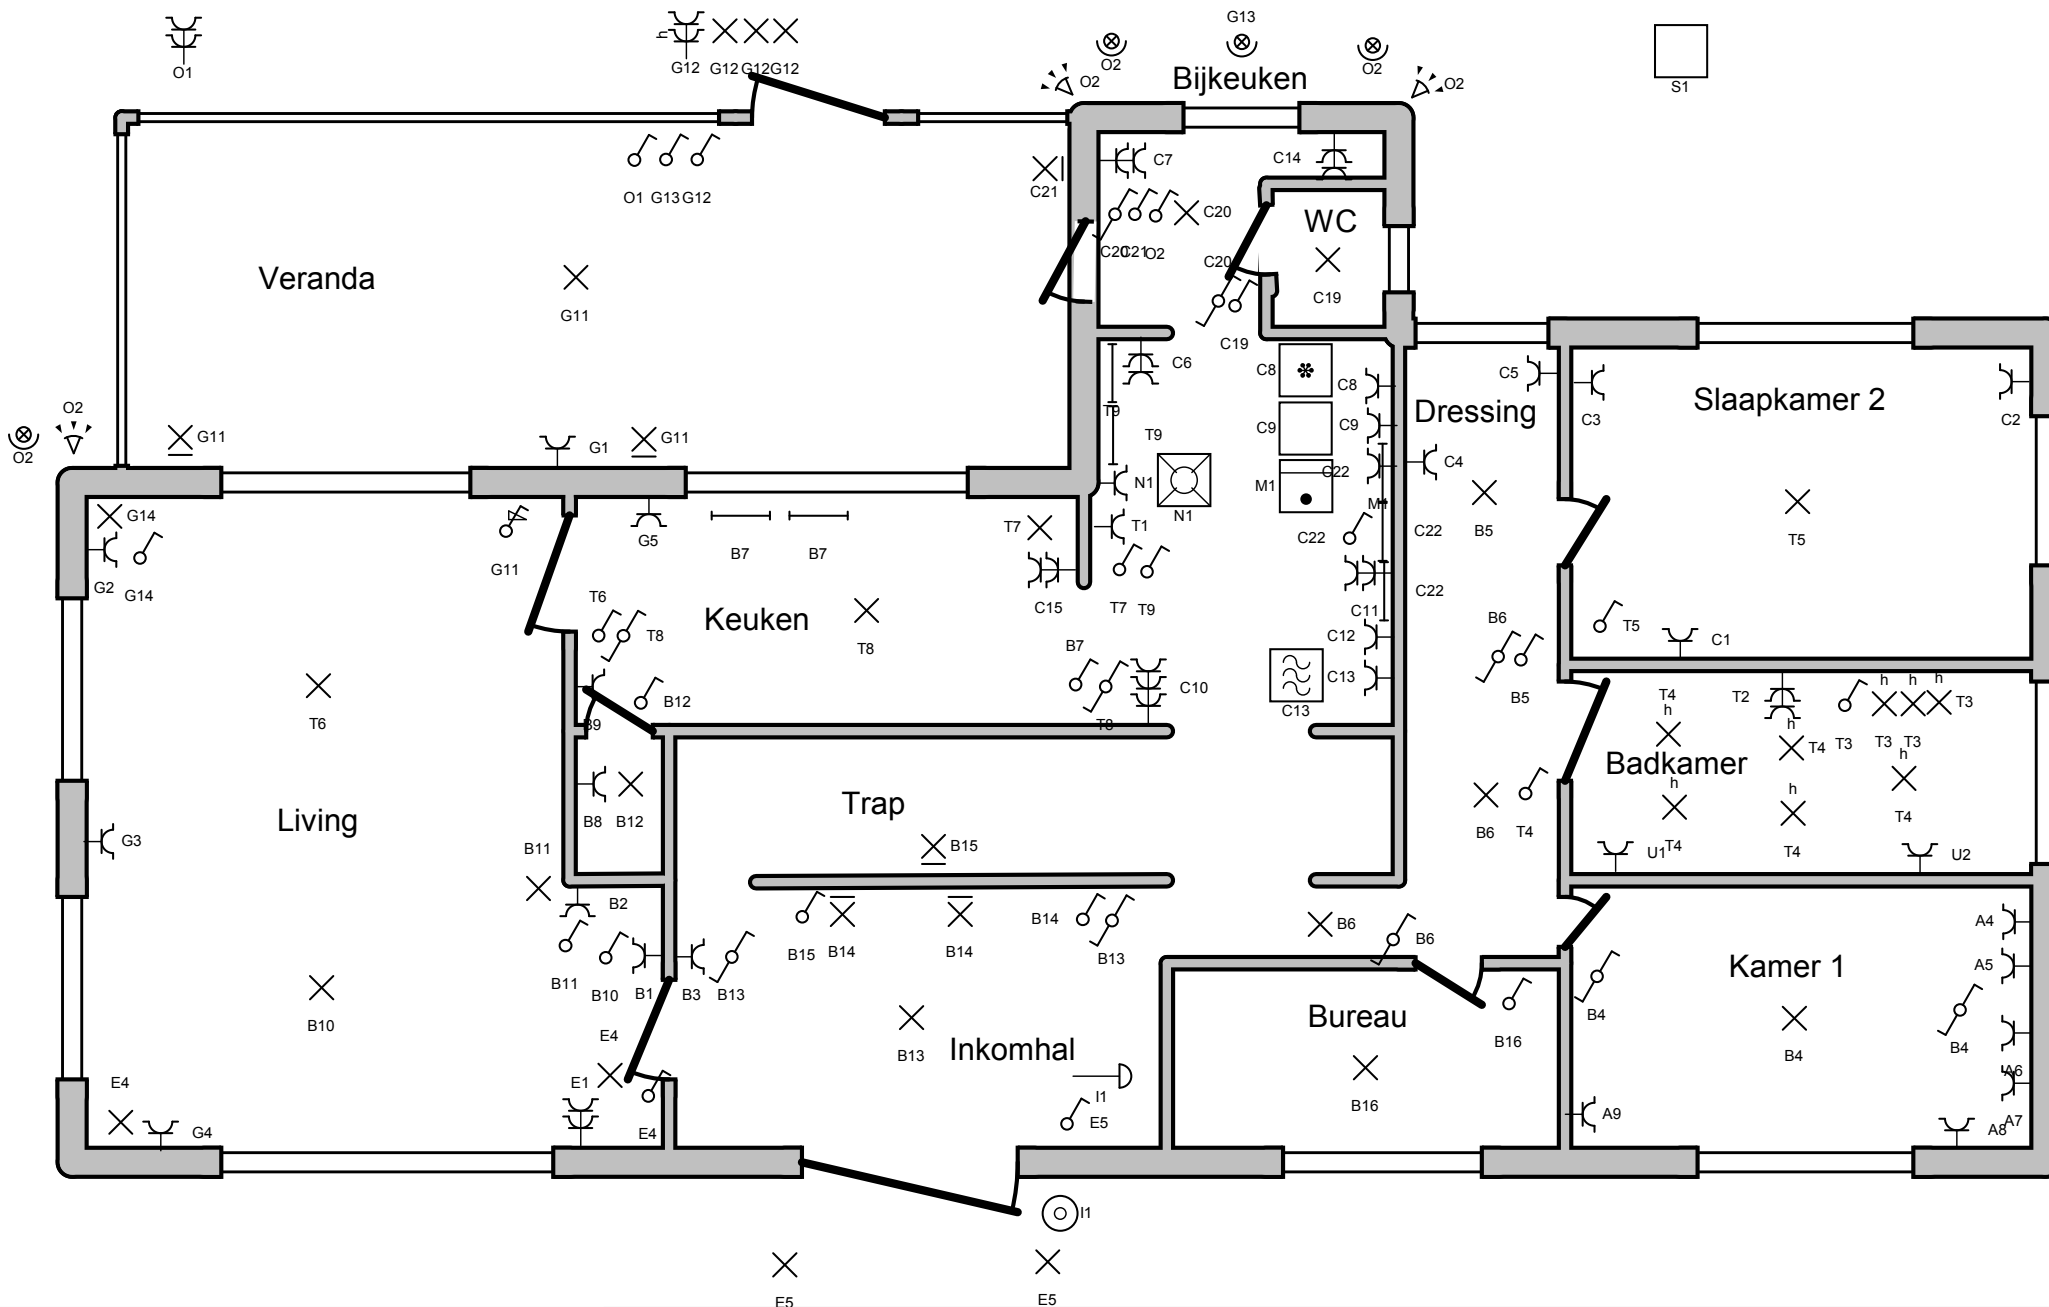 G13
O1
h
G12
G12
G12
G12
O2
O2
O2
O2
S1
Bijkeuken
C7
C14
O1
G13
G12
C21
C20
WC
C20
C21
O2
C20
Veranda
G11
C19
C19
C6
C8
C8
C5
C3
C2
Slaapkamer 2
O2
T9
Dressing
G11
G11
G1
O2
T9
C9
C9
C22
C4
M1
N1
M1
N1
B5
T5
G14
G5
T7
T1
C22
C22
B7
B7
G11
G2
G14
T6
T8
Keuken
T8
C15
T7
T9
C11
C22
C12
B6
T5
C1
B7
C10
C13
C13
B12
B9
T8
T6
B5
T4
h
T2
h
h
h
h
T3
T4
T3
T3
T3
h
Badkamer
h
h
T4
T4
T4
U1
U2
B6
T4
Living
G3
B8
B12
Trap
B15
B11
B2
B14
B15
B14
B14
B13
B6
B6
A4
A5
Kamer 1
B11
B10
B1
B3
B13
B10
E4
B13
Inkomhal
Bureau
B16
B4
B4
B4
A6
E4
E1
I1
E5
B16
A9
A7
A8
G4
E4
I1
E5
E5